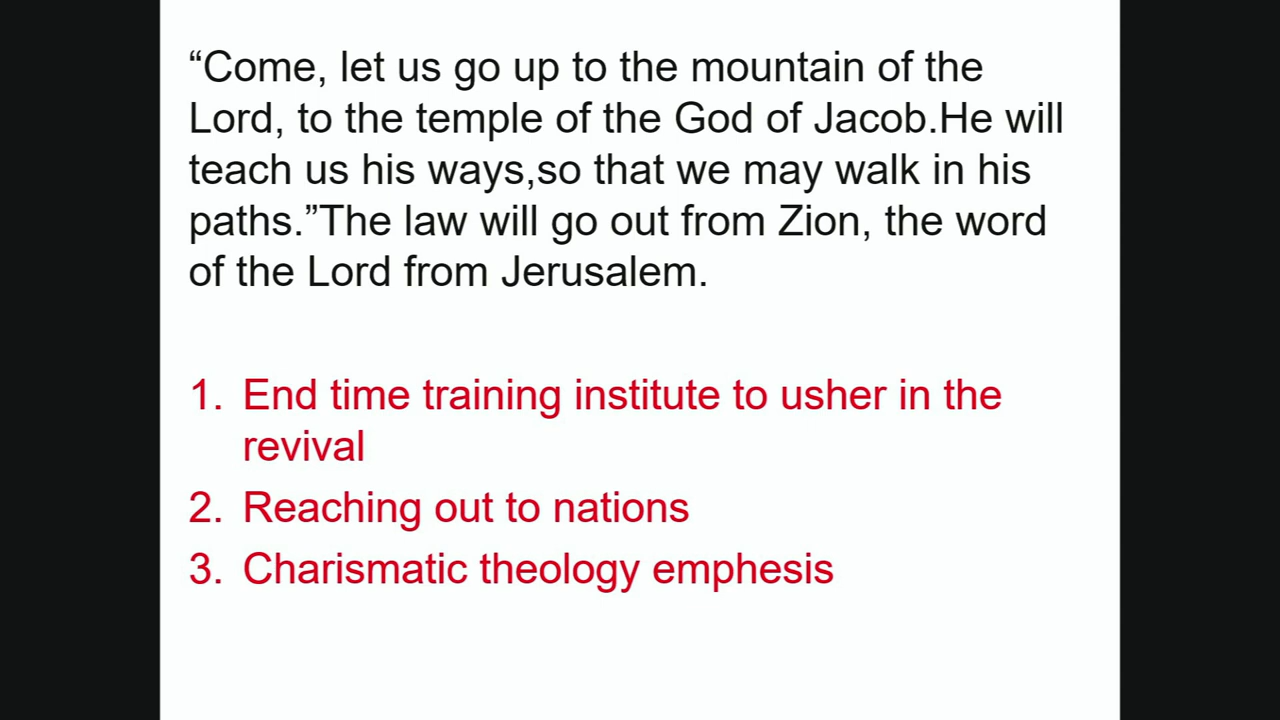 “Come, let us go up to the mountain of the
Lord, to the temple of the God of Jacob.He will
teach us his ways,so that we may walk in his
paths.”The law will go out from Zion, the word
of the Lord from Jerusalem.
1. End time training institute to usher in the
revival
2. Reaching out to nations
3. Charismatic theology emphesis